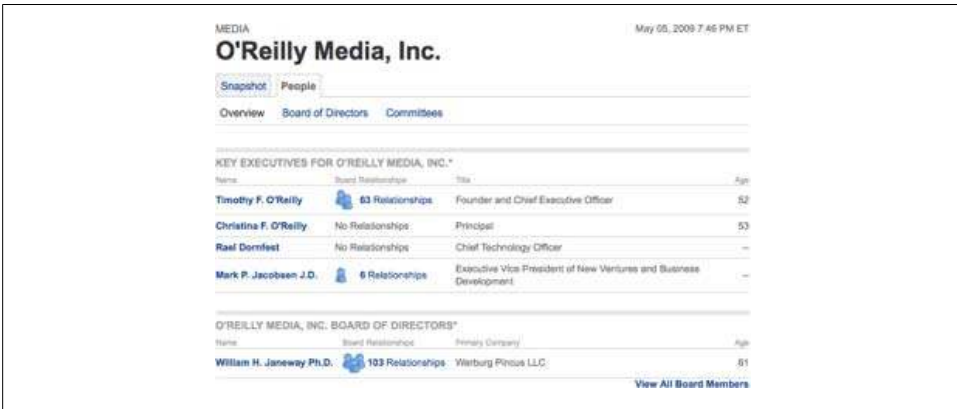 MEDIA May 05, 2009 7:46 PM ET
O'Reilly Media, Inc.
Snapshot People
Overview Board of Directors Committees
KEY EXECUTIVES FOR O'REILLY MEDIA, INC.*
Name Board Relationships Title Age
Timothy F. O'Reilly 63 Relationships Founder and Chief Executive Officer 52
Christina F. O'Reilly No Relationships Principal 53
Rael Dornfest No Relationships Chief Technology Officer --
Mark P. Jacobsen J.D. 6 Relationships Executive Vice President of New Ventures and Business
Development --
O'REILLY MEDIA, INC. BOARD OF DIRECTORS*
Name Board Relationships Primary Company Age
William H. Janeway Ph.D. 103 Relationships Warburg Pincus LLC 61
View All Board Members